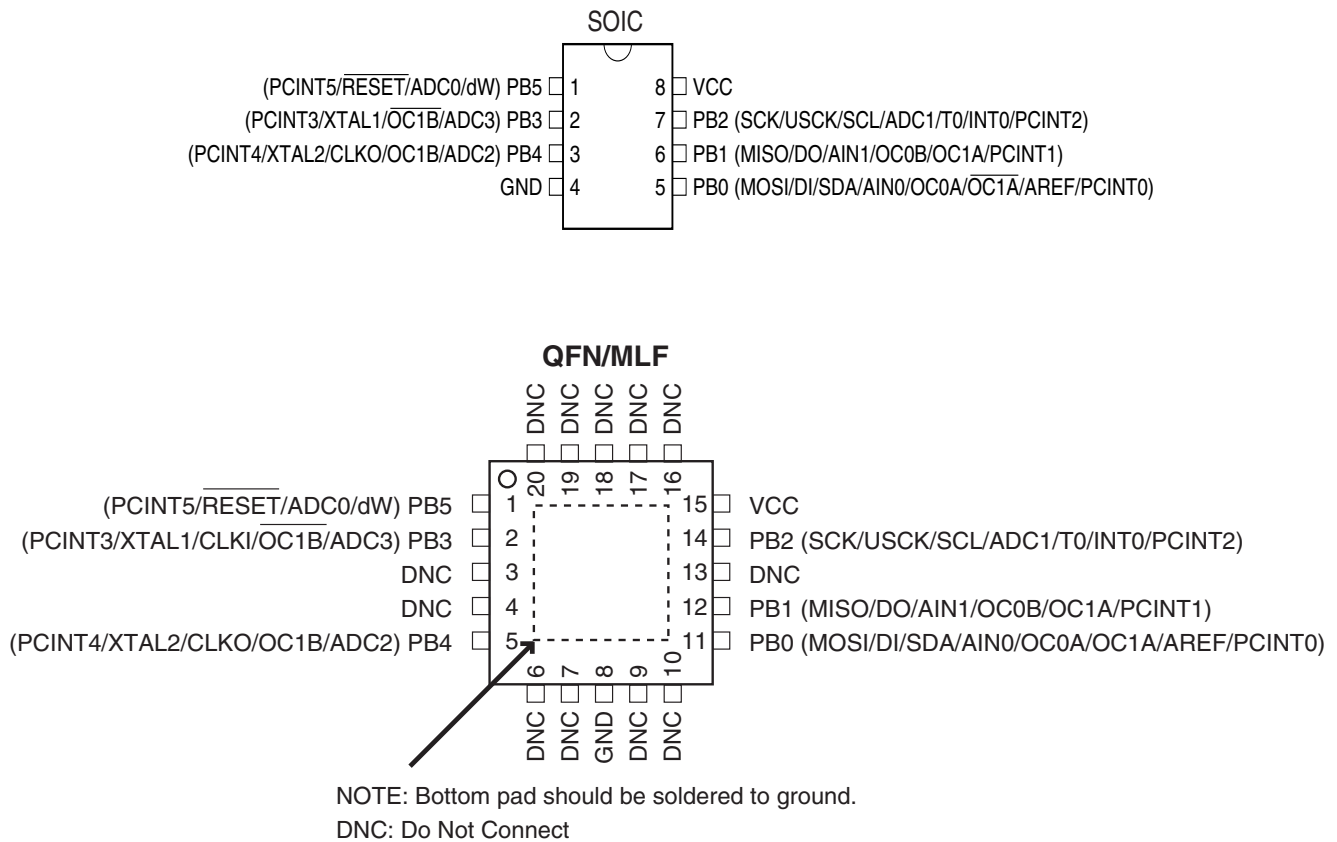 SOIC
(PCINT5/RESET/ADC0/dW) PB5 1 8 VCC
(PCINT3/XTAL1/OC1B/ADC3) PB3 2 7 PB2 (SCK/USCK/SCL/ADC1/T0/INT0/PCINT2)
(PCINT4/XTAL2/CLKO/OC1B/ADC2) PB4 3 6 PB1 (MISO/DO/AIN1/OC0B/OC1A/PCINT1)
GND 4 5 PB0 (MOSI/DI/SDA/AIN0/OC0A/OC1A/AREF/PCINT0)
QFN/MLF
DNC DNC DNC DNC DNC
20 19 18 17 16
(PCINT5/RESET/ADC0/dW) PB5 1 15 VCC
(PCINT3/XTAL1/CLKI/OC1B/ADC3) PB3 2 14 PB2 (SCK/USCK/SCL/ADC1/T0/INT0/PCINT2)
DNC 3 13 DNC
DNC 4 12 PB1 (MISO/DO/AIN1/OC0B/OC1A/PCINT1)
(PCINT4/XTAL2/CLKO/OC1B/ADC2) PB4 5 11 PB0 (MOSI/DI/SDA/AIN0/OC0A/OC1A/AREF/PCINT0)
6 7 8 9 10
DNC DNC GND DNC DNC
NOTE: Bottom pad should be soldered to ground.
DNC: Do Not Connect